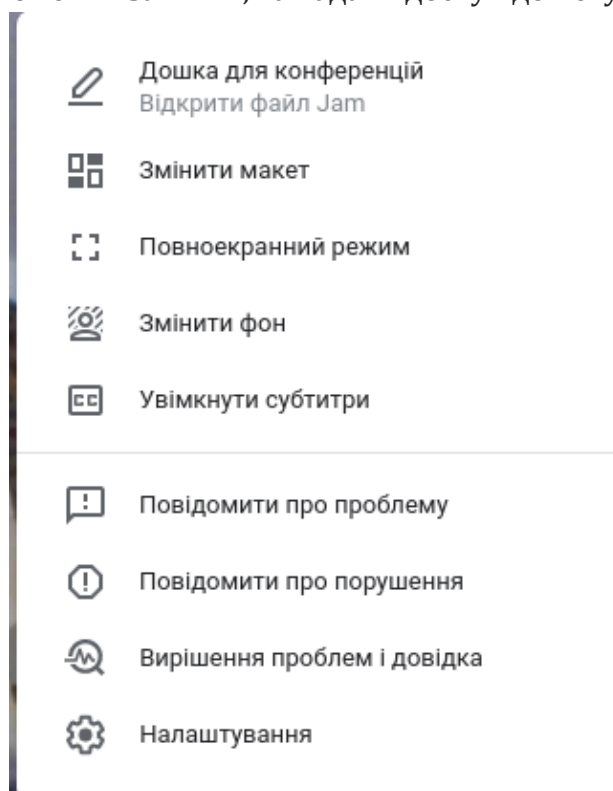 Дошка для конференцій
Відкрити файл Jam
Змінити макет
Повноекранний режим
Змінити фон
CC Увімкнути субтитри
Повідомити про проблему
Повідомити про порушення
Вирішення проблем і довідка
Налаштування